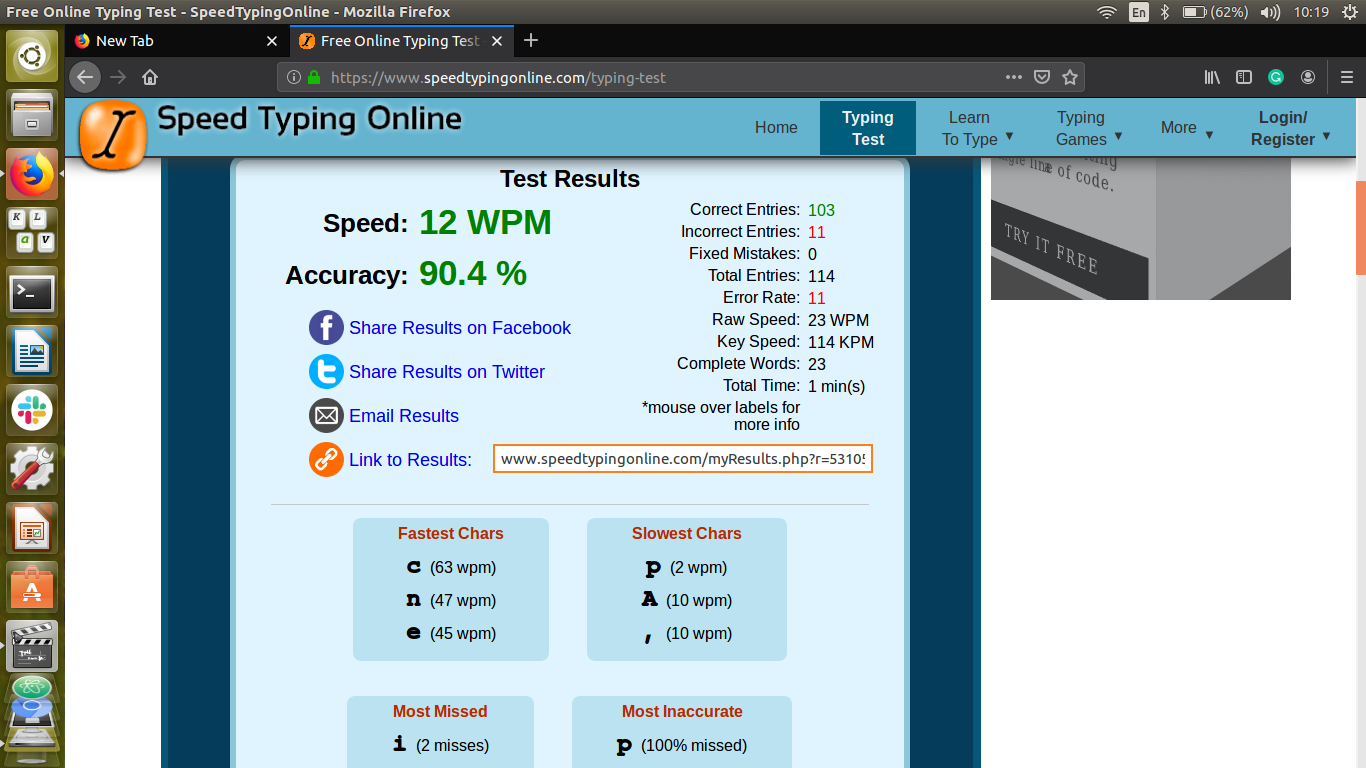 Free Online Typing Test - SpeedTypingOnline - Mozilla Firefox
En
(62%)
10:19
New Tab
Free Online Typing Test
https://www.speedtypingonline.com/typing-test
Speed Typing Online
Home
Typing
Test
Learn
To Type
Typing
Games
More
Login/
Register
line of code.
TRY IT FREE
Test Results
Speed: 12 WPM
Accuracy: 90.4 %
Share Results on Facebook
Share Results on Twitter
Email Results
Link to Results: www.speedtypingonline.com/myResults.php?r=5310
Correct Entries: 103
Incorrect Entries: 11
Fixed Mistakes: 0
Total Entries: 114
Error Rate: 11
Raw Speed: 23 WPM
Key Speed: 114 KPM
Complete Words: 23
Total Time: 1 min(s)
*mouse over labels for
more info
Fastest Chars
c (63 wpm)
n (47 wpm)
e (45 wpm)
Slowest Chars
p (2 wpm)
A (10 wpm)
, (10 wpm)
Most Missed
i (2 misses)
Most Inaccurate
p (100% missed)